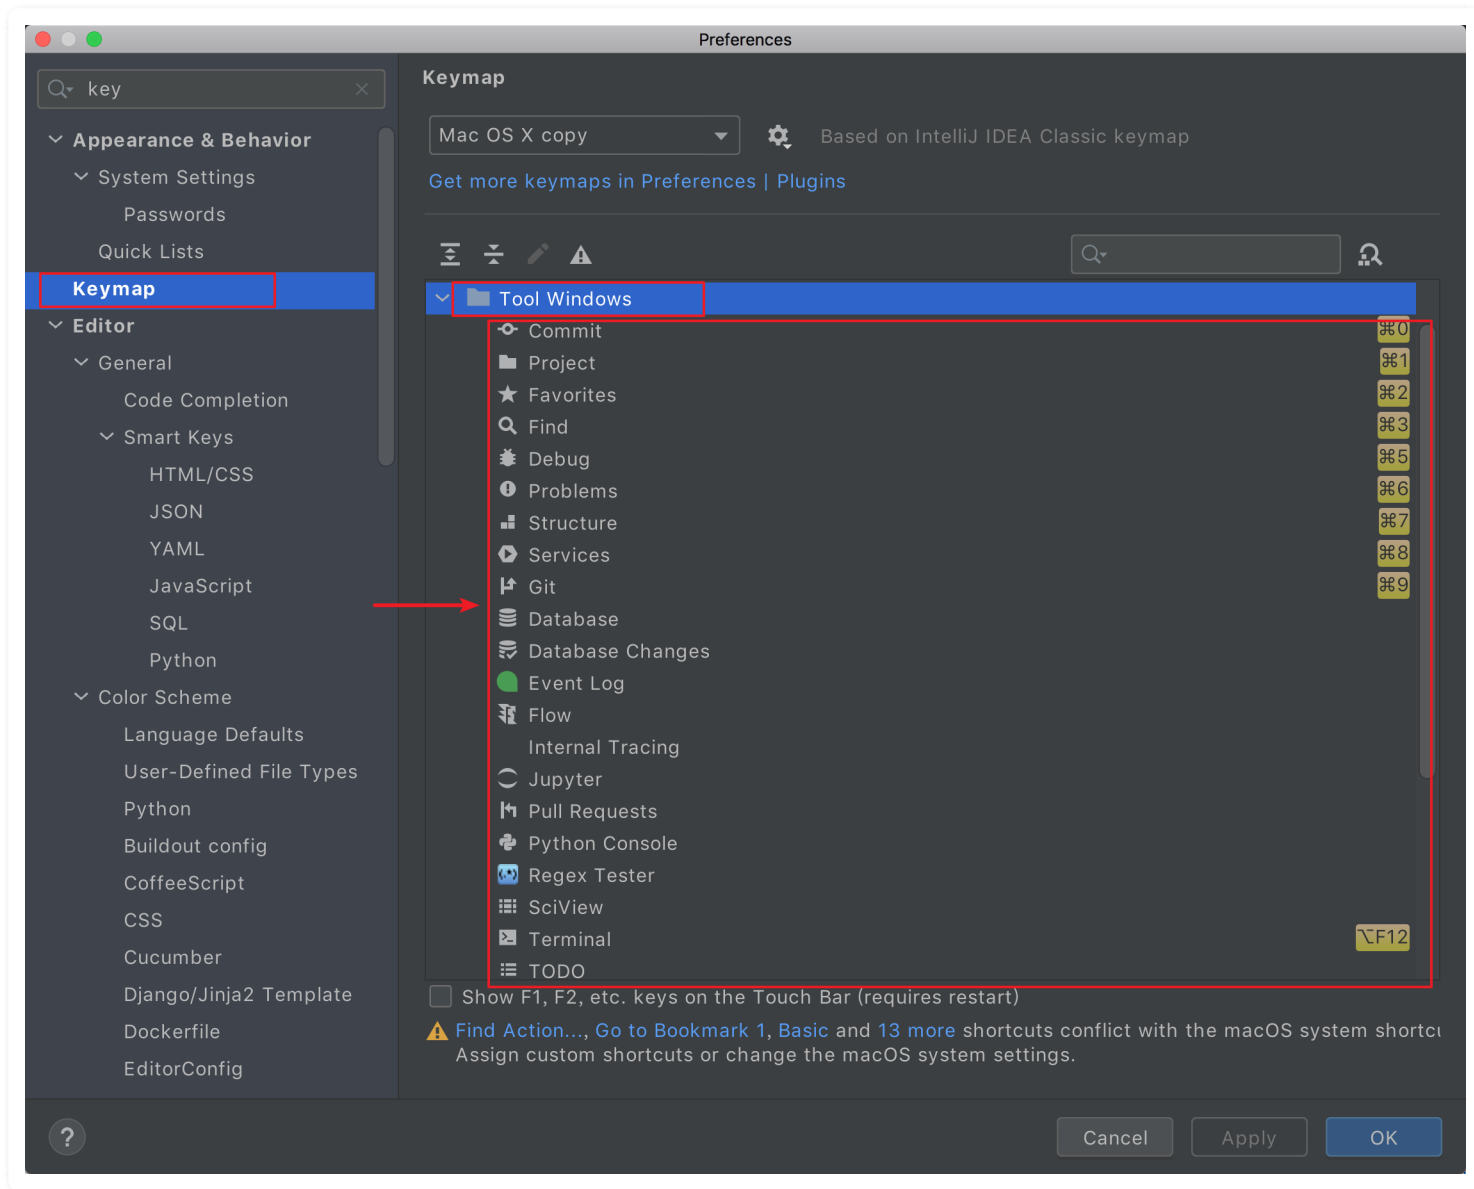 Preferences
key
Appearance & Behavior
System Settings
Passwords
Quick Lists
Keymap
Editor
General
Code Completion
Smart Keys
HTML/CSS
JSON
YAML
JavaScript
SQL
Python
Color Scheme
Language Defaults
User-Defined File Types
Python
Buildout config
CoffeeScript
CSS
Cucumber
Django/Jinja2 Template
Dockerfile
EditorConfig
Keymap
Mac OS X copy
Based on IntelliJ IDEA Classic keymap
Get more keymaps in Preferences | Plugins
Tool Windows
Commit ⌘0
Project ⌘1
Favorites ⌘2
Find ⌘3
Debug ⌘5
Problems ⌘6
Structure ⌘7
Services ⌘8
Git ⌘9
Database
Database Changes
Event Log
Flow
Internal Tracing
Jupyter
Pull Requests
Python Console
Regex Tester
SciView
Terminal ⌥F12
TODO
Show F1, F2, etc. keys on the Touch Bar (requires restart)
Find Action..., Go to Bookmark 1, Basic and 13 more shortcuts conflict with the macOS system shortcu
Assign custom shortcuts or change the macOS system settings.
?
Cancel
Apply
OK